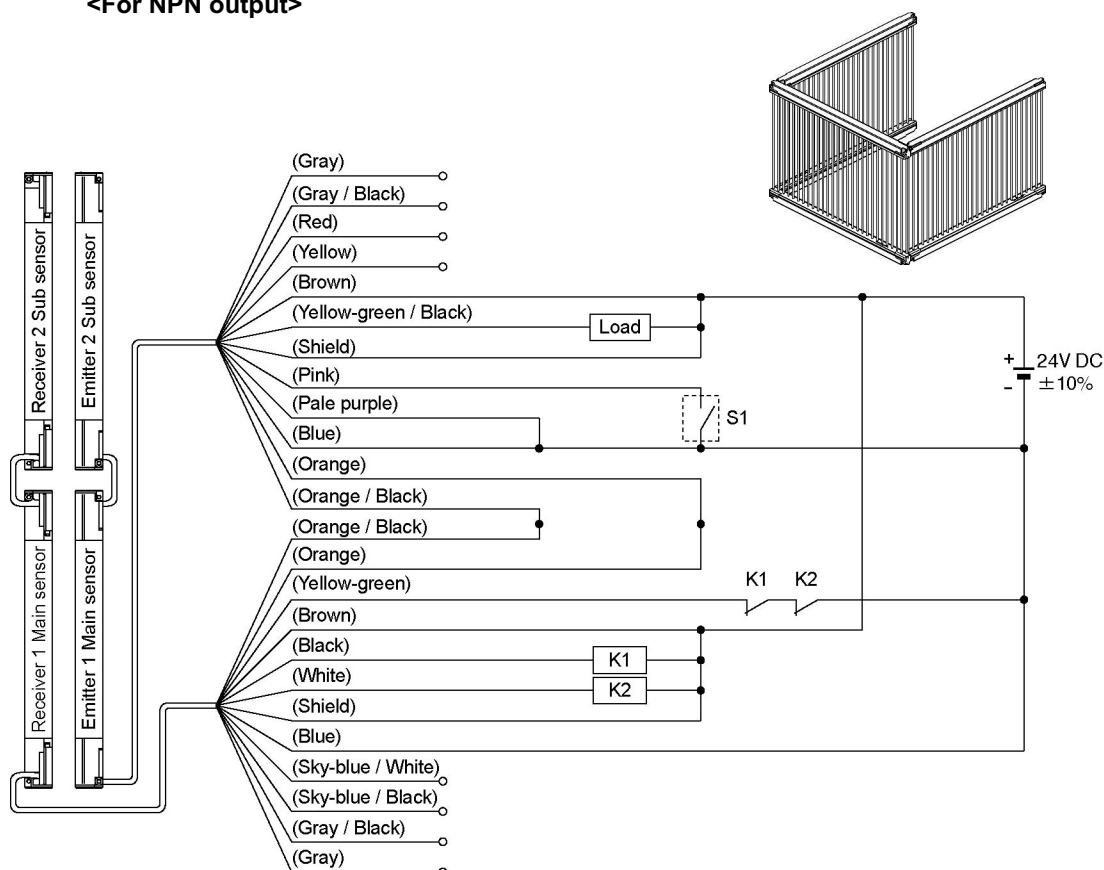 <For NPN output>
(Gray)
(Gray / Black)
(Red)
(Yellow)
(Brown)
(Yellow-green / Black)
Load
(Shield)
(Pink)
(Pale purple)
(Blue)
S1
(Orange)
(Orange / Black)
+
24V DC
−
±10%
Receiver 2 Sub sensor
Emitter 2 Sub sensor
Receiver 1 Main sensor
Emitter 1 Main sensor
(Orange / Black)
(Orange)
(Yellow-green)
K1
K2
(Brown)
(Black)
K1
(White)
K2
(Shield)
(Blue)
(Sky-blue / White)
(Sky-blue / Black)
(Gray / Black)
(Gray)